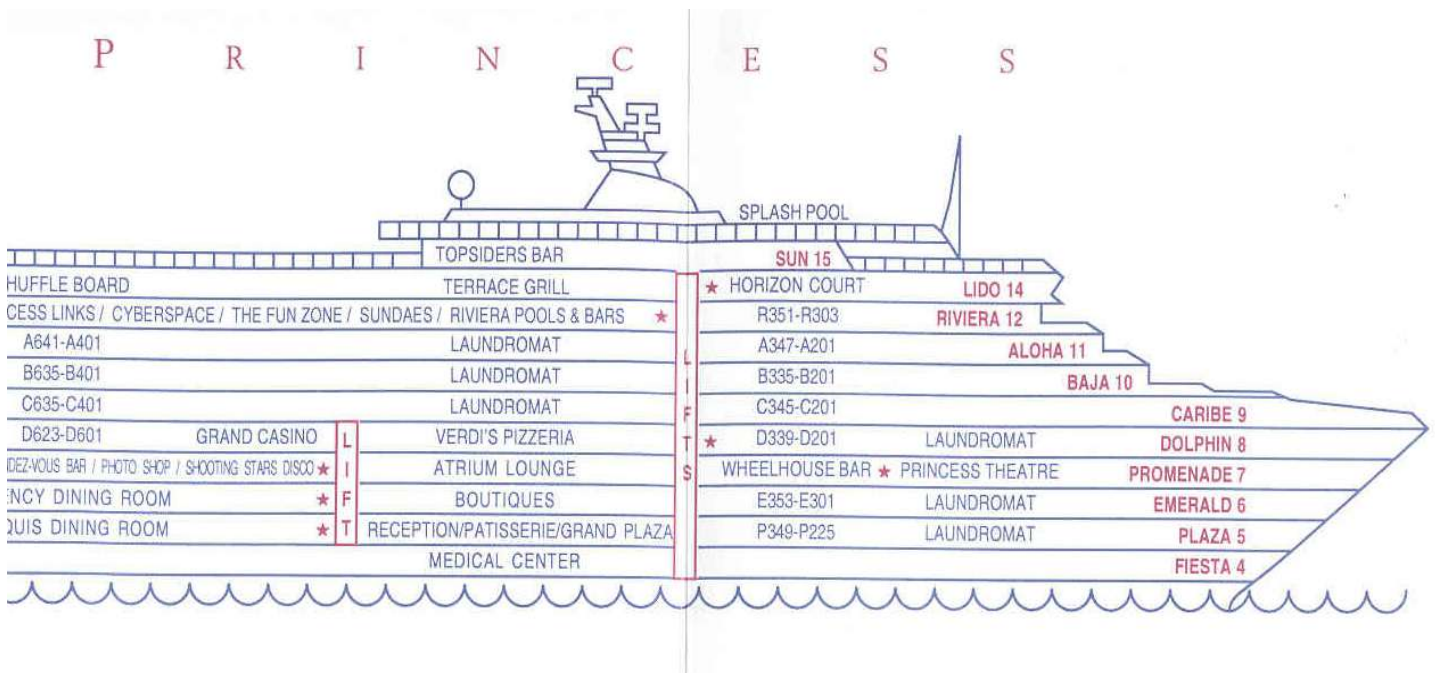 P R I N C E S S
SPLASH POOL
TOPSIDERS BAR SUN 15
HUFFLE BOARD TERRACE GRILL ★ HORIZON COURT LIDO 14
CESS LINKS / CYBERSPACE / THE FUN ZONE / SUNDAES / RIVIERA POOLS & BARS ★ R351-R303 RIVIERA 12
A641-A401 LAUNDROMAT A347-A201 ALOHA 11
B635-B401 LAUNDROMAT B335-B201 BAJA 10
C635-C401 LAUNDROMAT C345-C201 CARIBE 9
D623-D601 GRAND CASINO VERDI'S PIZZERIA ★ D339-D201 LAUNDROMAT DOLPHIN 8
DEZ-VOUS BAR / PHOTO SHOP / SHOOTING STARS DISCO ★ ATRIUM LOUNGE WHEELHOUSE BAR ★ PRINCESS THEATRE PROMENADE 7
ENCY DINING ROOM ★ BOUTIQUES E353-E301 LAUNDROMAT EMERALD 6
QUIS DINING ROOM ★ RECEPTION/PATISSERIE/GRAND PLAZA P349-P225 LAUNDROMAT PLAZA 5
MEDICAL CENTER FIESTA 4
LIFT
LIFTS